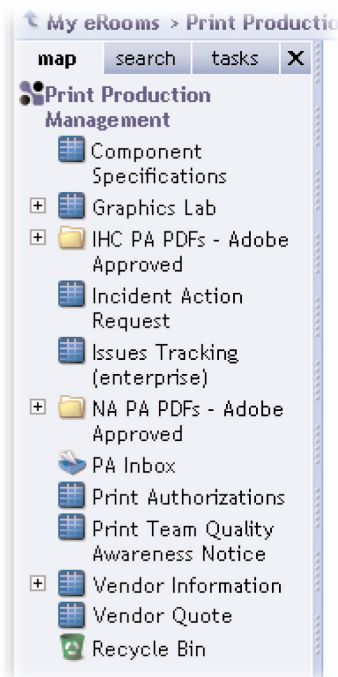 My eRooms > Print Productio
map search tasks X
Print Production
Management
Component
Specifications
Graphics Lab
IHC PA PDFs - Adobe
Approved
Incident Action
Request
Issues Tracking
(enterprise)
NA PA PDFs - Adobe
Approved
PA Inbox
Print Authorizations
Print Team Quality
Awareness Notice
Vendor Information
Vendor Quote
Recycle Bin